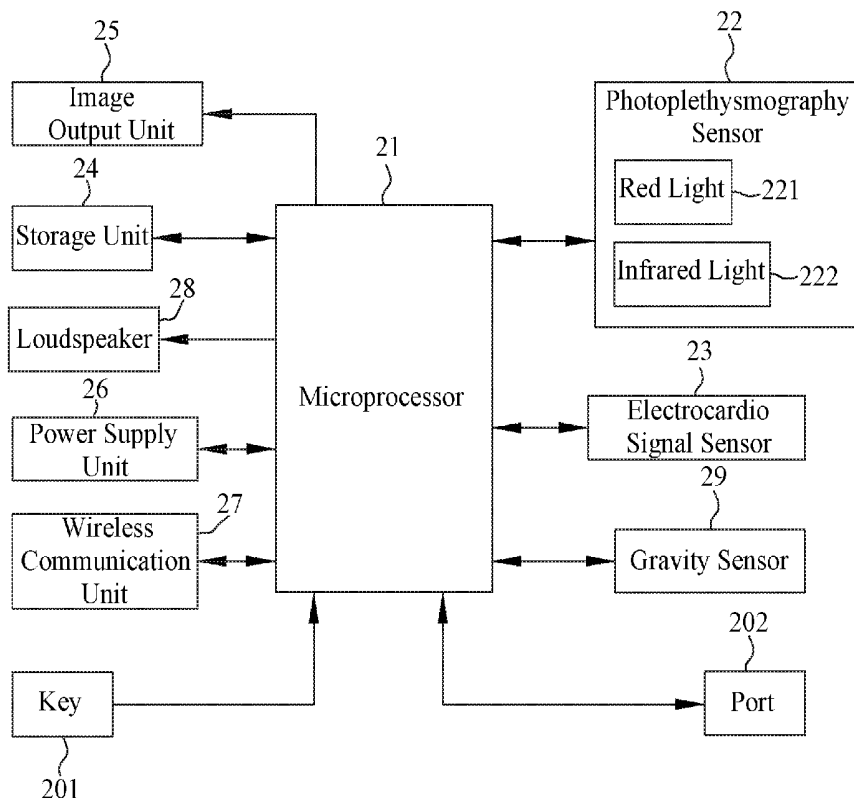 25
Image
Output Unit
24
Storage Unit
28
Loudspeaker
26
Power Supply
Unit
27
Wireless
Communication
Unit
Key
201
21
Microprocessor
22
Photoplethysmography
Sensor
Red Light
221
Infrared Light
222
23
Electrocardio
Signal Sensor
29
Gravity Sensor
202
Port